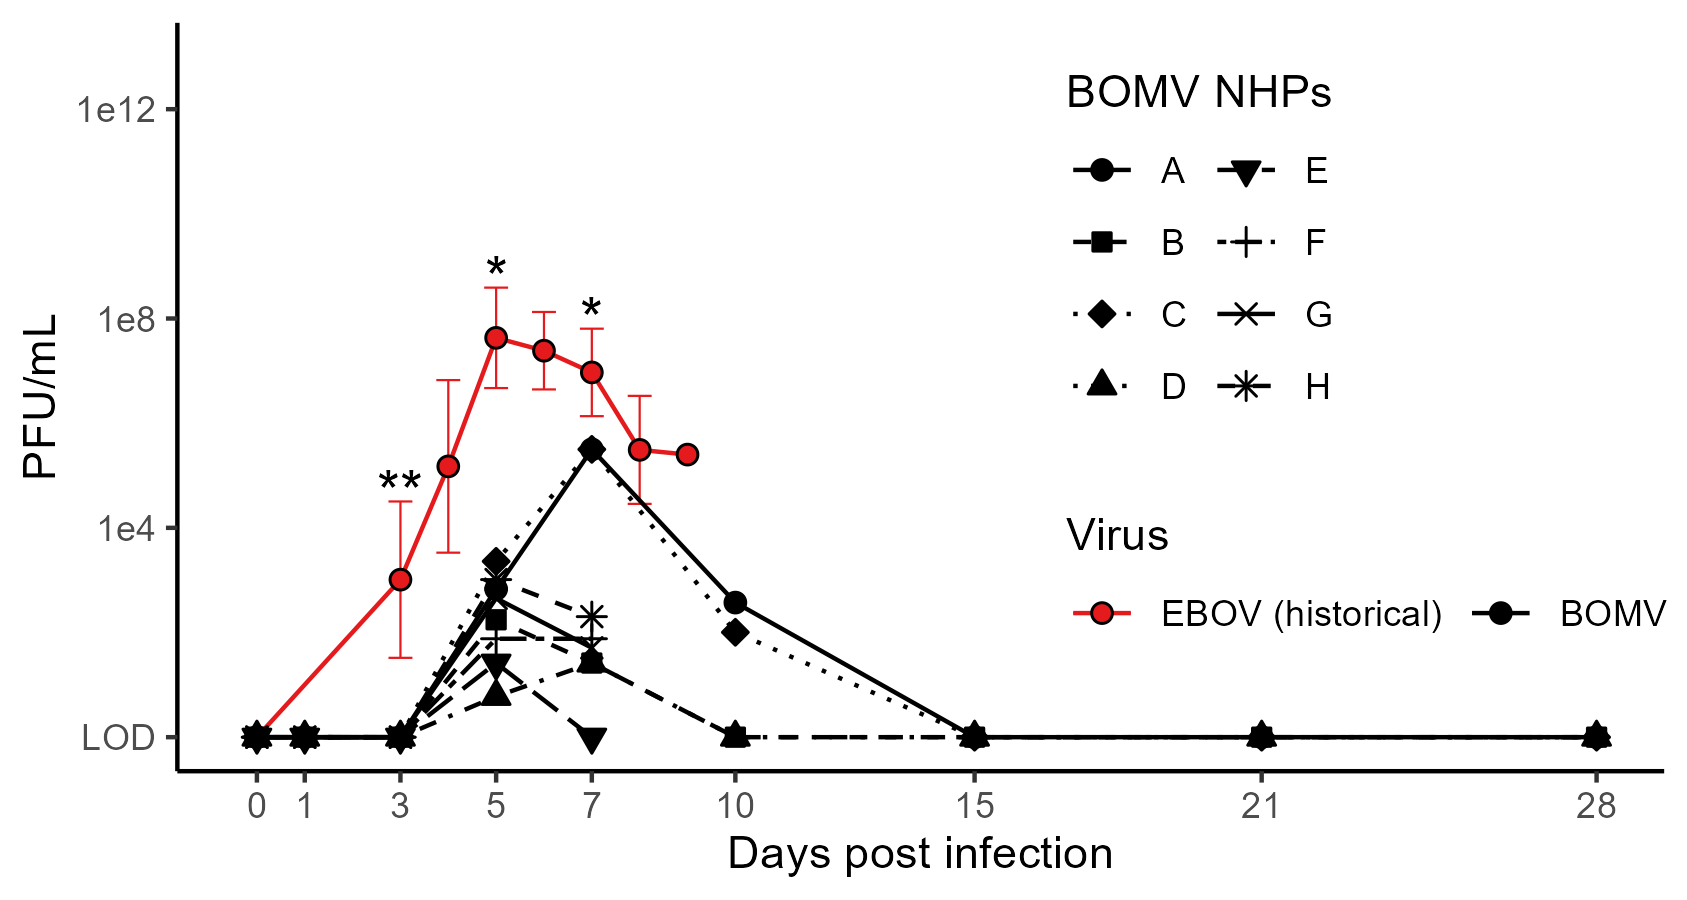 BOMV NHPs
A
E
B
F
C
G
D
H
Virus
EBOV (historical)
BOMV
PFU/mL
1e12
1e8
1e4
LOD
*
*
**
0 1 3 5 7 10 15 21 28
Days post infection